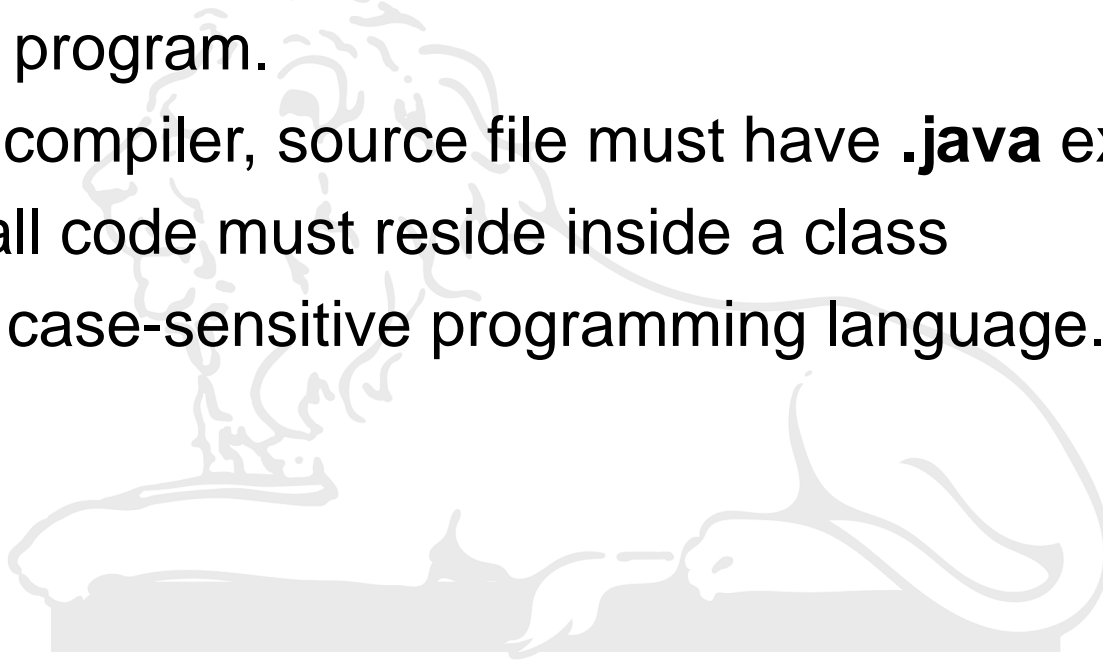 program.
compiler, source file must have .java ex
all code must reside inside a class
case-sensitive programming language.